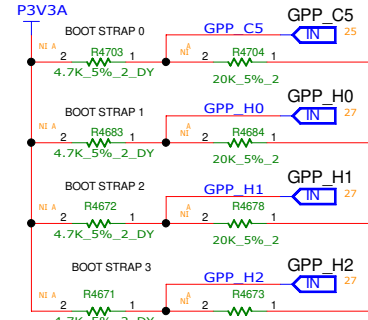 P3V3A
GPP_C5
BOOT STRAP 0
GPP_C5
IN
25
NI A
2
R4703
1
NI A
2
R4704
1
4.7K_5%_2_DY
20K_5%_2
GPP_H0
BOOT STRAP 1
GPP_H0
IN
27
NI A
2
R4683
1
NI A
2
R4684
1
4.7K_5%_2_DY
20K_5%_2
GPP_H1
BOOT STRAP 2
GPP_H1
IN
27
NI A
2
R4672
1
NI A
2
R4678
1
4.7K_5%_2_DY
20K_5%_2
GPP_H2
BOOT STRAP 3
GPP_H2
IN
27
NI A
2
R4671
1
NI A
2
R4673
1
4.7K_5%_2_DY